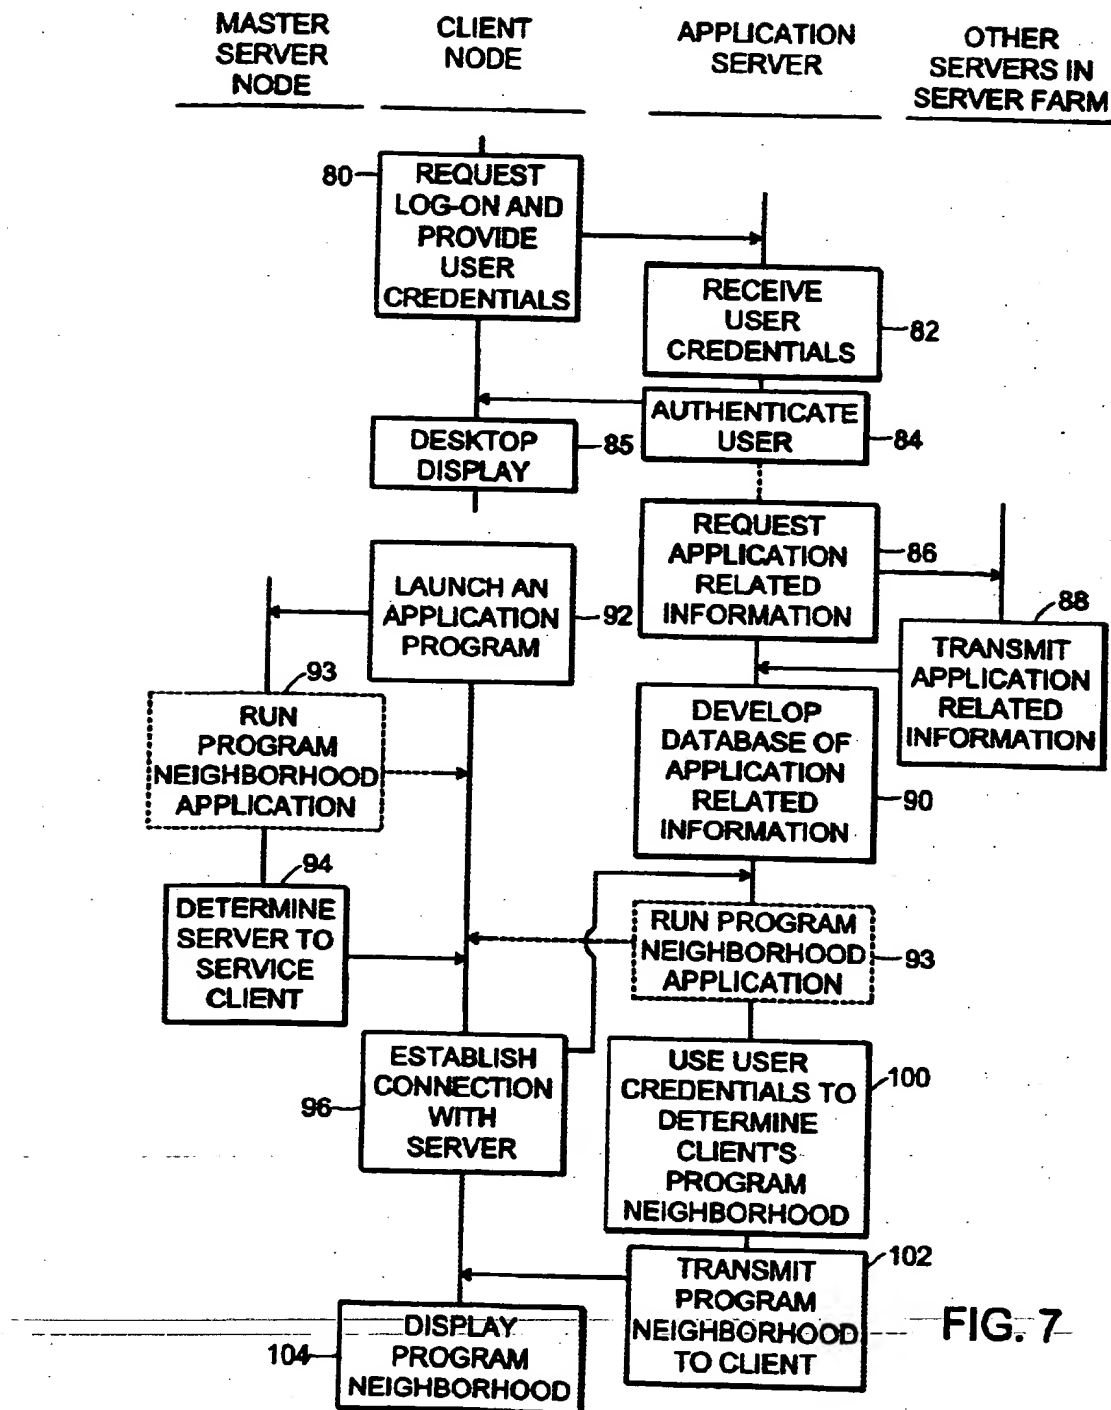 MASTER
SERVER
NODE
CLIENT
NODE
APPLICATION
SERVER
OTHER
SERVERS IN
SERVER FARM
80
REQUEST
LOG-ON AND
PROVIDE
USER
CREDENTIALS
RECEIVE
USER
CREDENTIALS
82
AUTHENTICATE
USER
84
DESKTOP
DISPLAY
85
REQUEST
APPLICATION
RELATED
INFORMATION
86
88
TRANSMIT
APPLICATION
RELATED
INFORMATION
LAUNCH AN
APPLICATION
PROGRAM
92
93
RUN
PROGRAM
NEIGHBORHOOD
APPLICATION
DEVELOP
DATABASE OF
APPLICATION
RELATED
INFORMATION
90
94
DETERMINE
SERVER TO
SERVICE
CLIENT
RUN PROGRAM
NEIGHBORHOOD
APPLICATION
93
ESTABLISH
CONNECTION
WITH
SERVER
96
USE USER
CREDENTIALS TO
DETERMINE
CLIENT'S
PROGRAM
NEIGHBORHOOD
100
102
TRANSMIT
PROGRAM
NEIGHBORHOOD
TO CLIENT
DISPLAY
PROGRAM
NEIGHBORHOOD
104
FIG. 7